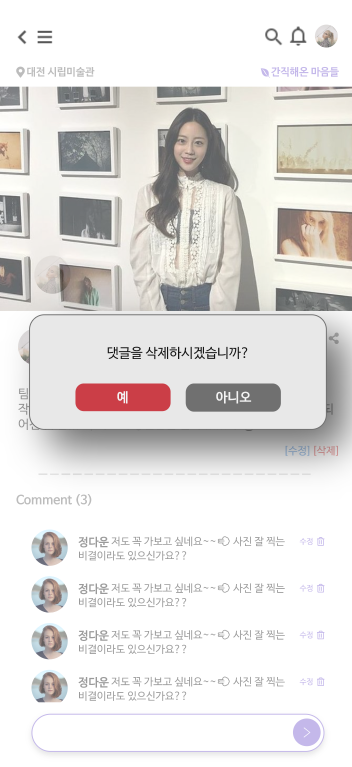 대전 시립미술관
간직해온 마음들
댓글을 삭제하시겠습니까?
예
아니오
팀
작
되
어
[수정] [삭제]
Comment (3)
정다운 저도 꼭 가보고 싶네요~~ 사진 잘 찍는
비결이라도 있으신가요??
수정
정다운 저도 꼭 가보고 싶네요~~ 사진 잘 찍는
비결이라도 있으신가요??
수정
정다운 저도 꼭 가보고 싶네요~~ 사진 잘 찍는
비결이라도 있으신가요??
수정
정다운 저도 꼭 가보고 싶네요~~ 사진 잘 찍는
비결이라도 있으신가요??
수정